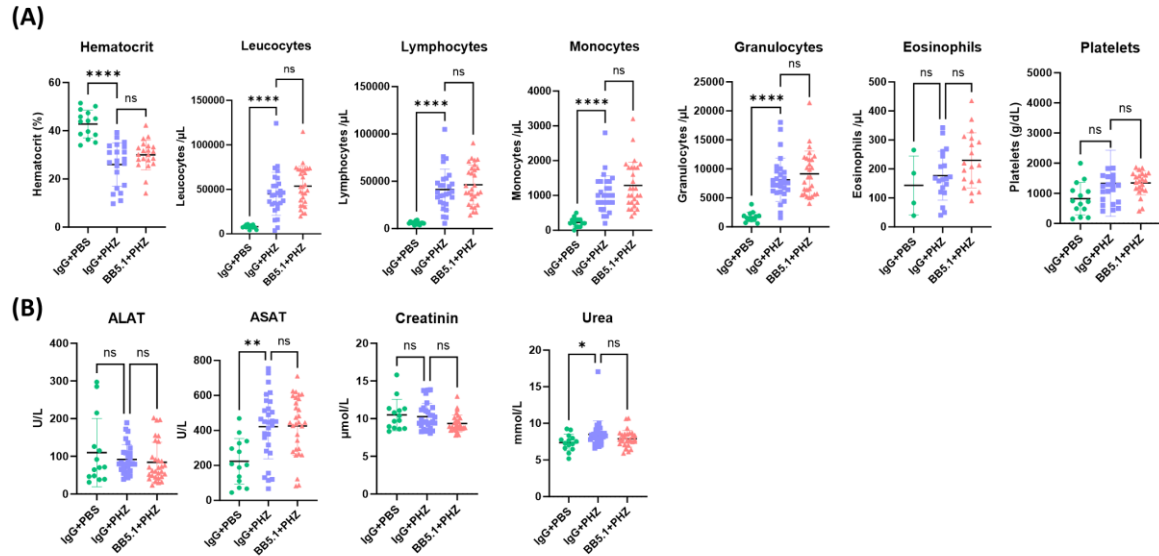 (A)
Hematocrit
Hematocrit (%)
60
40
20
0
****
ns
IgG+PBS
IgG+PHZ
BB5.1+PHZ
Leucocytes
Leucocytes /µL
150000
100000
50000
0
****
ns
IgG+PBS
IgG+PHZ
BB5.1+PHZ
Lymphocytes
Lymphocytes /µL
150000
100000
50000
0
****
ns
IgG+PBS
IgG+PHZ
BB5.1+PHZ
Monocytes
Monocytes /µL
4000
3000
2000
1000
0
****
ns
IgG+PBS
IgG+PHZ
BB5.1+PHZ
Granulocytes
Granulocytes /µL
25000
20000
15000
10000
5000
0
****
ns
IgG+PBS
IgG+PHZ
BB5.1+PHZ
Eosinophils
Eosinophils /µL
500
400
300
200
100
0
ns
ns
IgG+PBS
IgG+PHZ
BB5.1+PHZ
Platelets
Platelets (g/dL)
5000
4000
3000
2000
1000
0
ns
ns
IgG+PBS
IgG+PHZ
BB5.1+PHZ
(B)
ALAT
U/L
400
300
200
100
0
ns
ns
IgG+PBS
IgG+PHZ
BB5.1+PHZ
ASAT
U/L
800
600
400
200
0
**
ns
IgG+PBS
IgG+PHZ
BB5.1+PHZ
Creatinin
µmol/L
20
15
10
5
0
ns
ns
IgG+PBS
IgG+PHZ
BB5.1+PHZ
Urea
mmol/L
20
15
10
5
0
*
ns
IgG+PBS
IgG+PHZ
BB5.1+PHZ